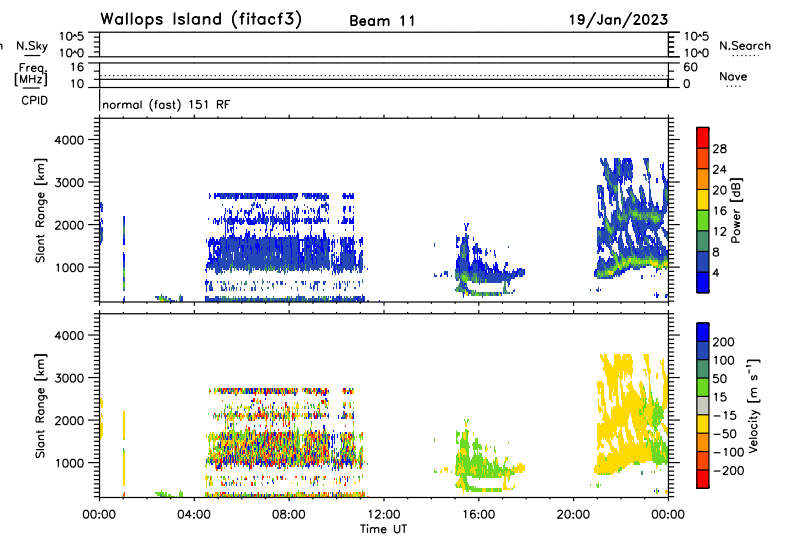 Wallops Island (fitacf3) Beam 11 19/Jan/2023
n N.Sky 10^5 10^0 10^5 10^0 N.Search
Freq. [MHz] 16 10 60 0 Nave
CPID normal (fast) 151 RF
Slant Range [km] 4000 3000 2000 1000
28 24 20 16 12 8 4 Power [dB]
Slant Range [km] 4000 3000 2000 1000
200 100 50 15 -15 -50 -100 -200 Velocity [m s⁻¹]
00:00 04:00 08:00 12:00 16:00 20:00 00:00
Time UT